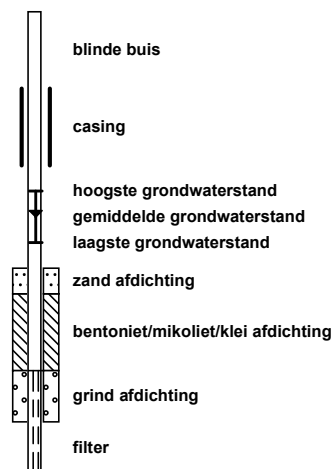 blinde buis
casing
hoogste grondwaterstand
gemiddelde grondwaterstand
laagste grondwaterstand
zand afdichting
bentoniet/mikoliet/klei afdichting
grind afdichting
filter